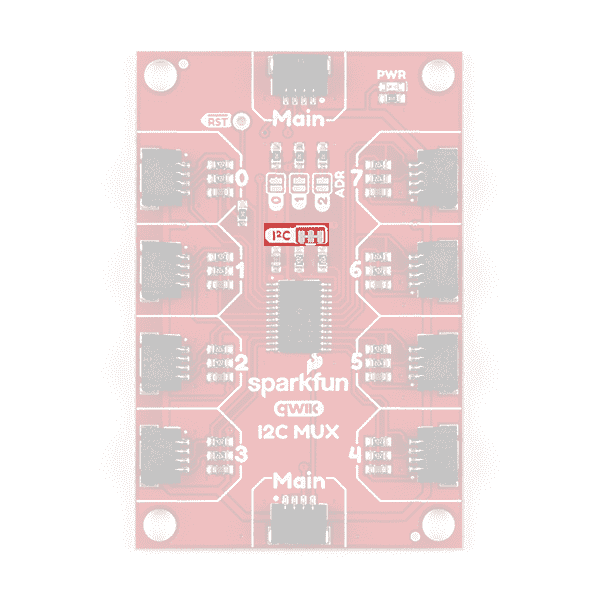 PWR
Main
RST
0
7
ADR
0
1
2
I²C
1
6
2
5
sparkfun
qwiic
I2C MUX
3
4
Main